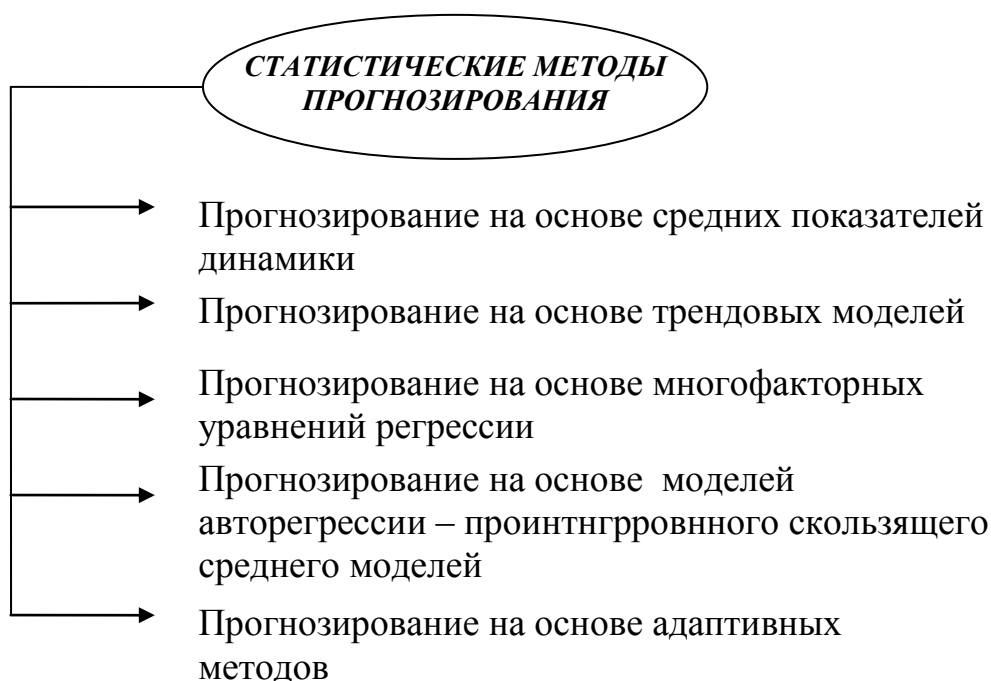 СТАТИСТИЧЕСКИЕ МЕТОДЫ
ПРОГНОЗИРОВАНИЯ
Прогнозирование на основе средних показателей
динамики
Прогнозирование на основе трендовых моделей
Прогнозирование на основе многофакторных
уравнений регрессии
Прогнозирование на основе моделей
авторегрессии – проинтнгрровннного скользящего
среднего моделей
Прогнозирование на основе адаптивных
методов